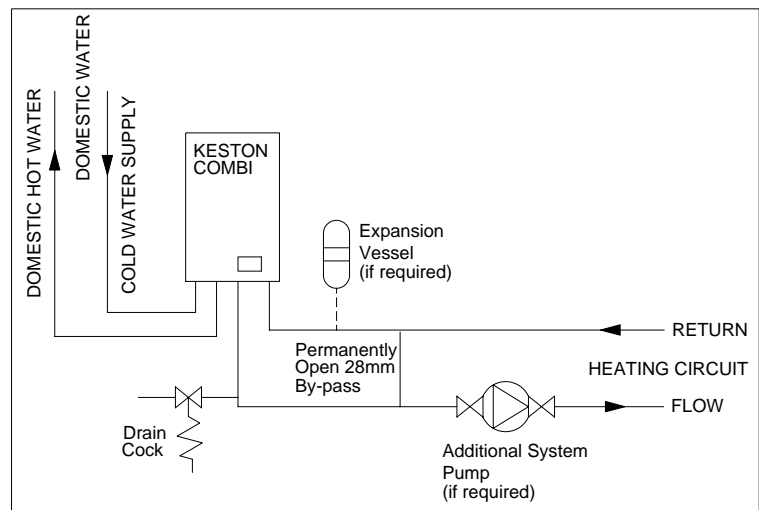 DOMESTIC HOT WATER
DOMESTIC WATER
COLD WATER SUPPLY
KESTON
COMBI
Expansion
Vessel
(if required)
RETURN
Permanently
Open 28mm
By-pass
HEATING CIRCUIT
FLOW
Drain
Cock
Additional System
Pump
(if required)